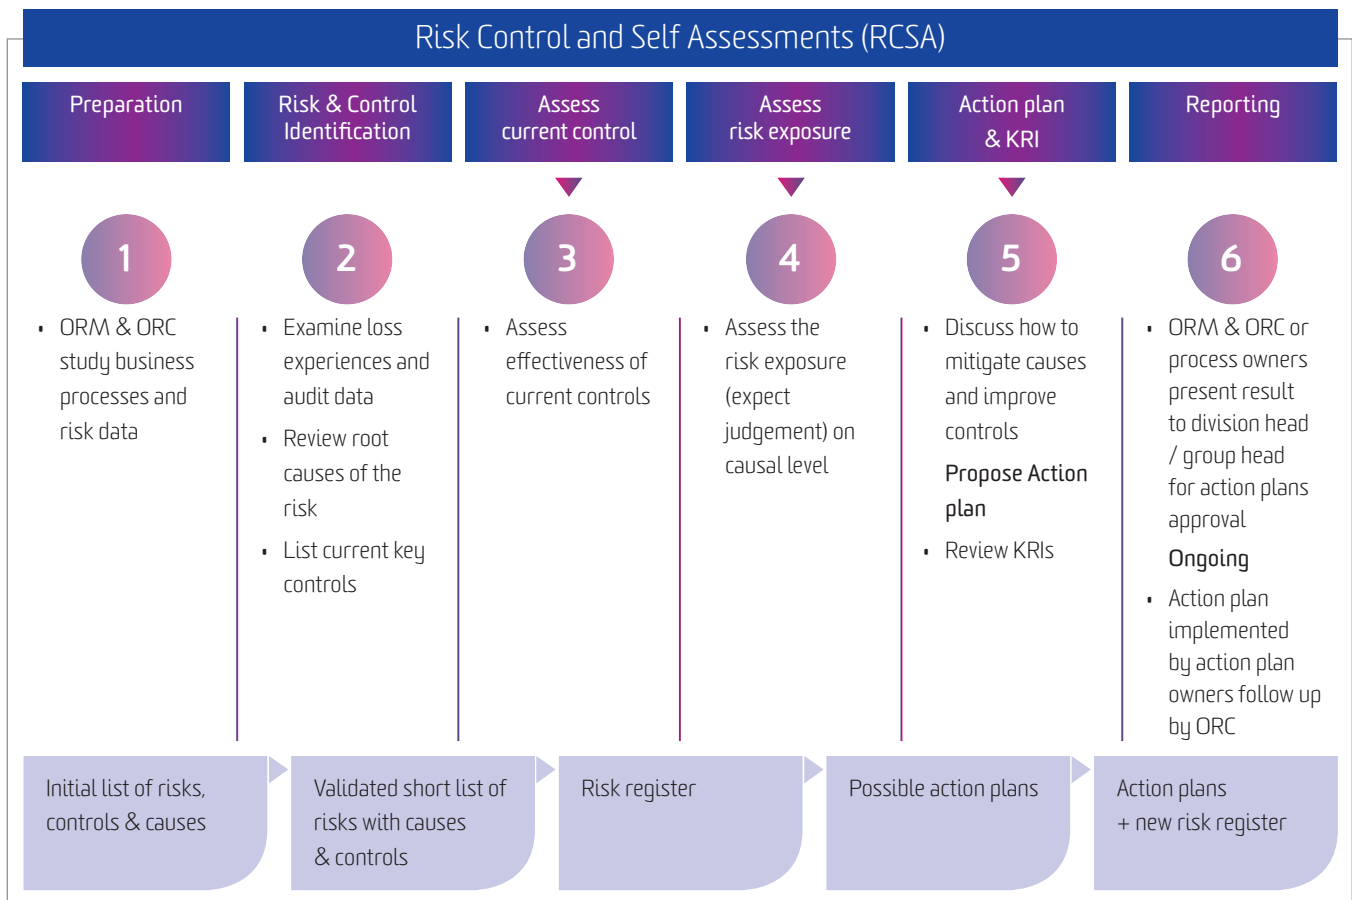 Risk Control and Self Assessments (RCSA)
Preparation
Risk & Control
Identification
Assess
current control
Assess
risk exposure
Action plan
& KRI
Reporting
1
2
3
4
5
6
• ORM & ORC
study business
processes and
risk data
• Examine loss
experiences and
audit data
• Review root
causes of the
risk
• List current key
controls
• Assess
effectiveness of
current controls
• Assess the
risk exposure
(expect
judgement) on
causal level
• Discuss how to
mitigate causes
and improve
controls
Propose Action
plan
• Review KRIs
• ORM & ORC or
process owners
present result
to division head
/ group head
for action plans
approval
Ongoing
• Action plan
implemented
by action plan
owners follow up
by ORC
Initial list of risks,
controls & causes
Validated short list of
risks with causes
& controls
Risk register
Possible action plans
Action plans
+ new risk register